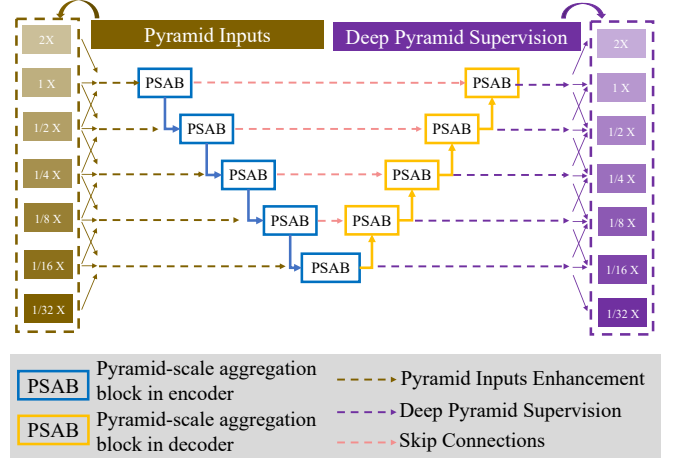 Pyramid Inputs
Deep Pyramid Supervision
2X
2X
1 X
PSAB
PSAB
1 X
1/2 X
PSAB
PSAB
1/2 X
1/4 X
PSAB
PSAB
1/4 X
1/8 X
PSAB
PSAB
1/8 X
1/16 X
PSAB
1/16 X
1/32 X
1/32 X
PSAB
Pyramid-scale aggregation
block in encoder
PSAB
Pyramid-scale aggregation
block in decoder
Pyramid Inputs Enhancement
Deep Pyramid Supervision
Skip Connections